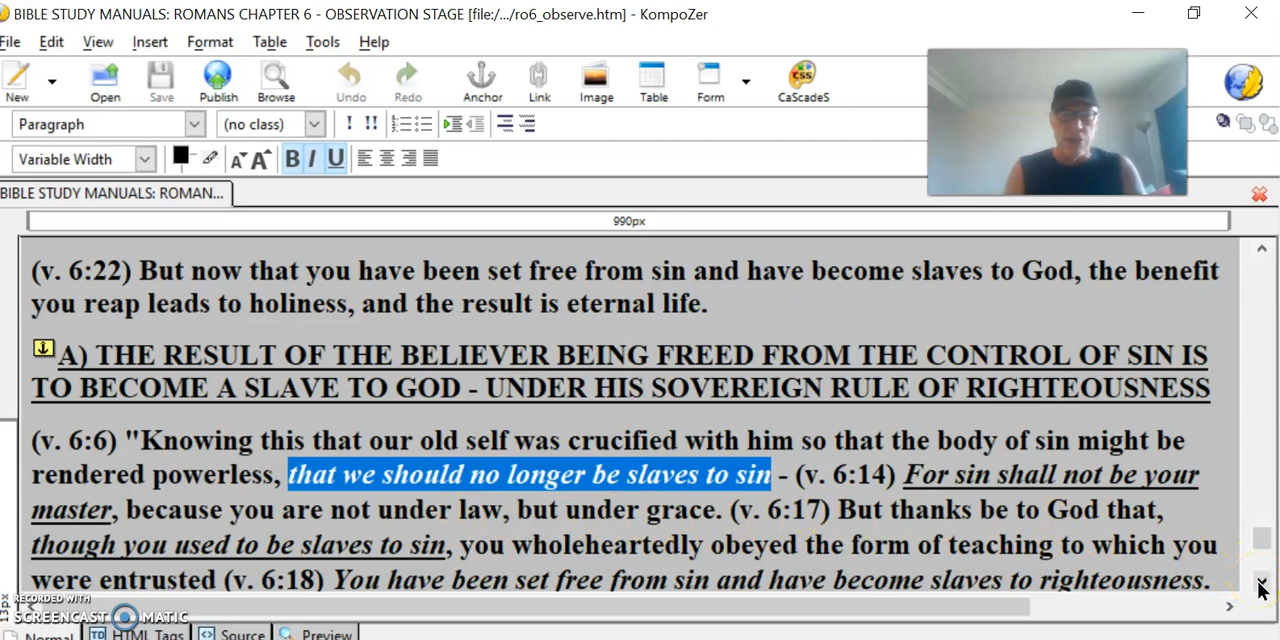 BIBLE STUDY MANUALS: ROMANS CHAPTER 6 - OBSERVATION STAGE [file:/.../ro6_observe.htm] - KompoZer
File Edit View Insert Format Table Tools Help
New Open Save Publish Browse Undo Redo Anchor Link Image Table Form CaScadeS
Paragraph (no class) ! !!
Variable Width A A B I U
BIBLE STUDY MANUALS: ROMAN...
990px
(v. 6:22) But now that you have been set free from sin and have become slaves to God, the benefit
you reap leads to holiness, and the result is eternal life.
A) THE RESULT OF THE BELIEVER BEING FREED FROM THE CONTROL OF SIN IS
TO BECOME A SLAVE TO GOD - UNDER HIS SOVEREIGN RULE OF RIGHTEOUSNESS
(v. 6:6) "Knowing this that our old self was crucified with him so that the body of sin might be
rendered powerless, that we should no longer be slaves to sin - (v. 6:14) For sin shall not be your
master, because you are not under law, but under grace. (v. 6:17) But thanks be to God that,
though you used to be slaves to sin, you wholeheartedly obeyed the form of teaching to which you
were entrusted (v. 6:18) You have been set free from sin and have become slaves to righteousness.
13px
RECORDED WITH
SCREENCAST MATIC
Normal TD HTML Tags <> Source Preview